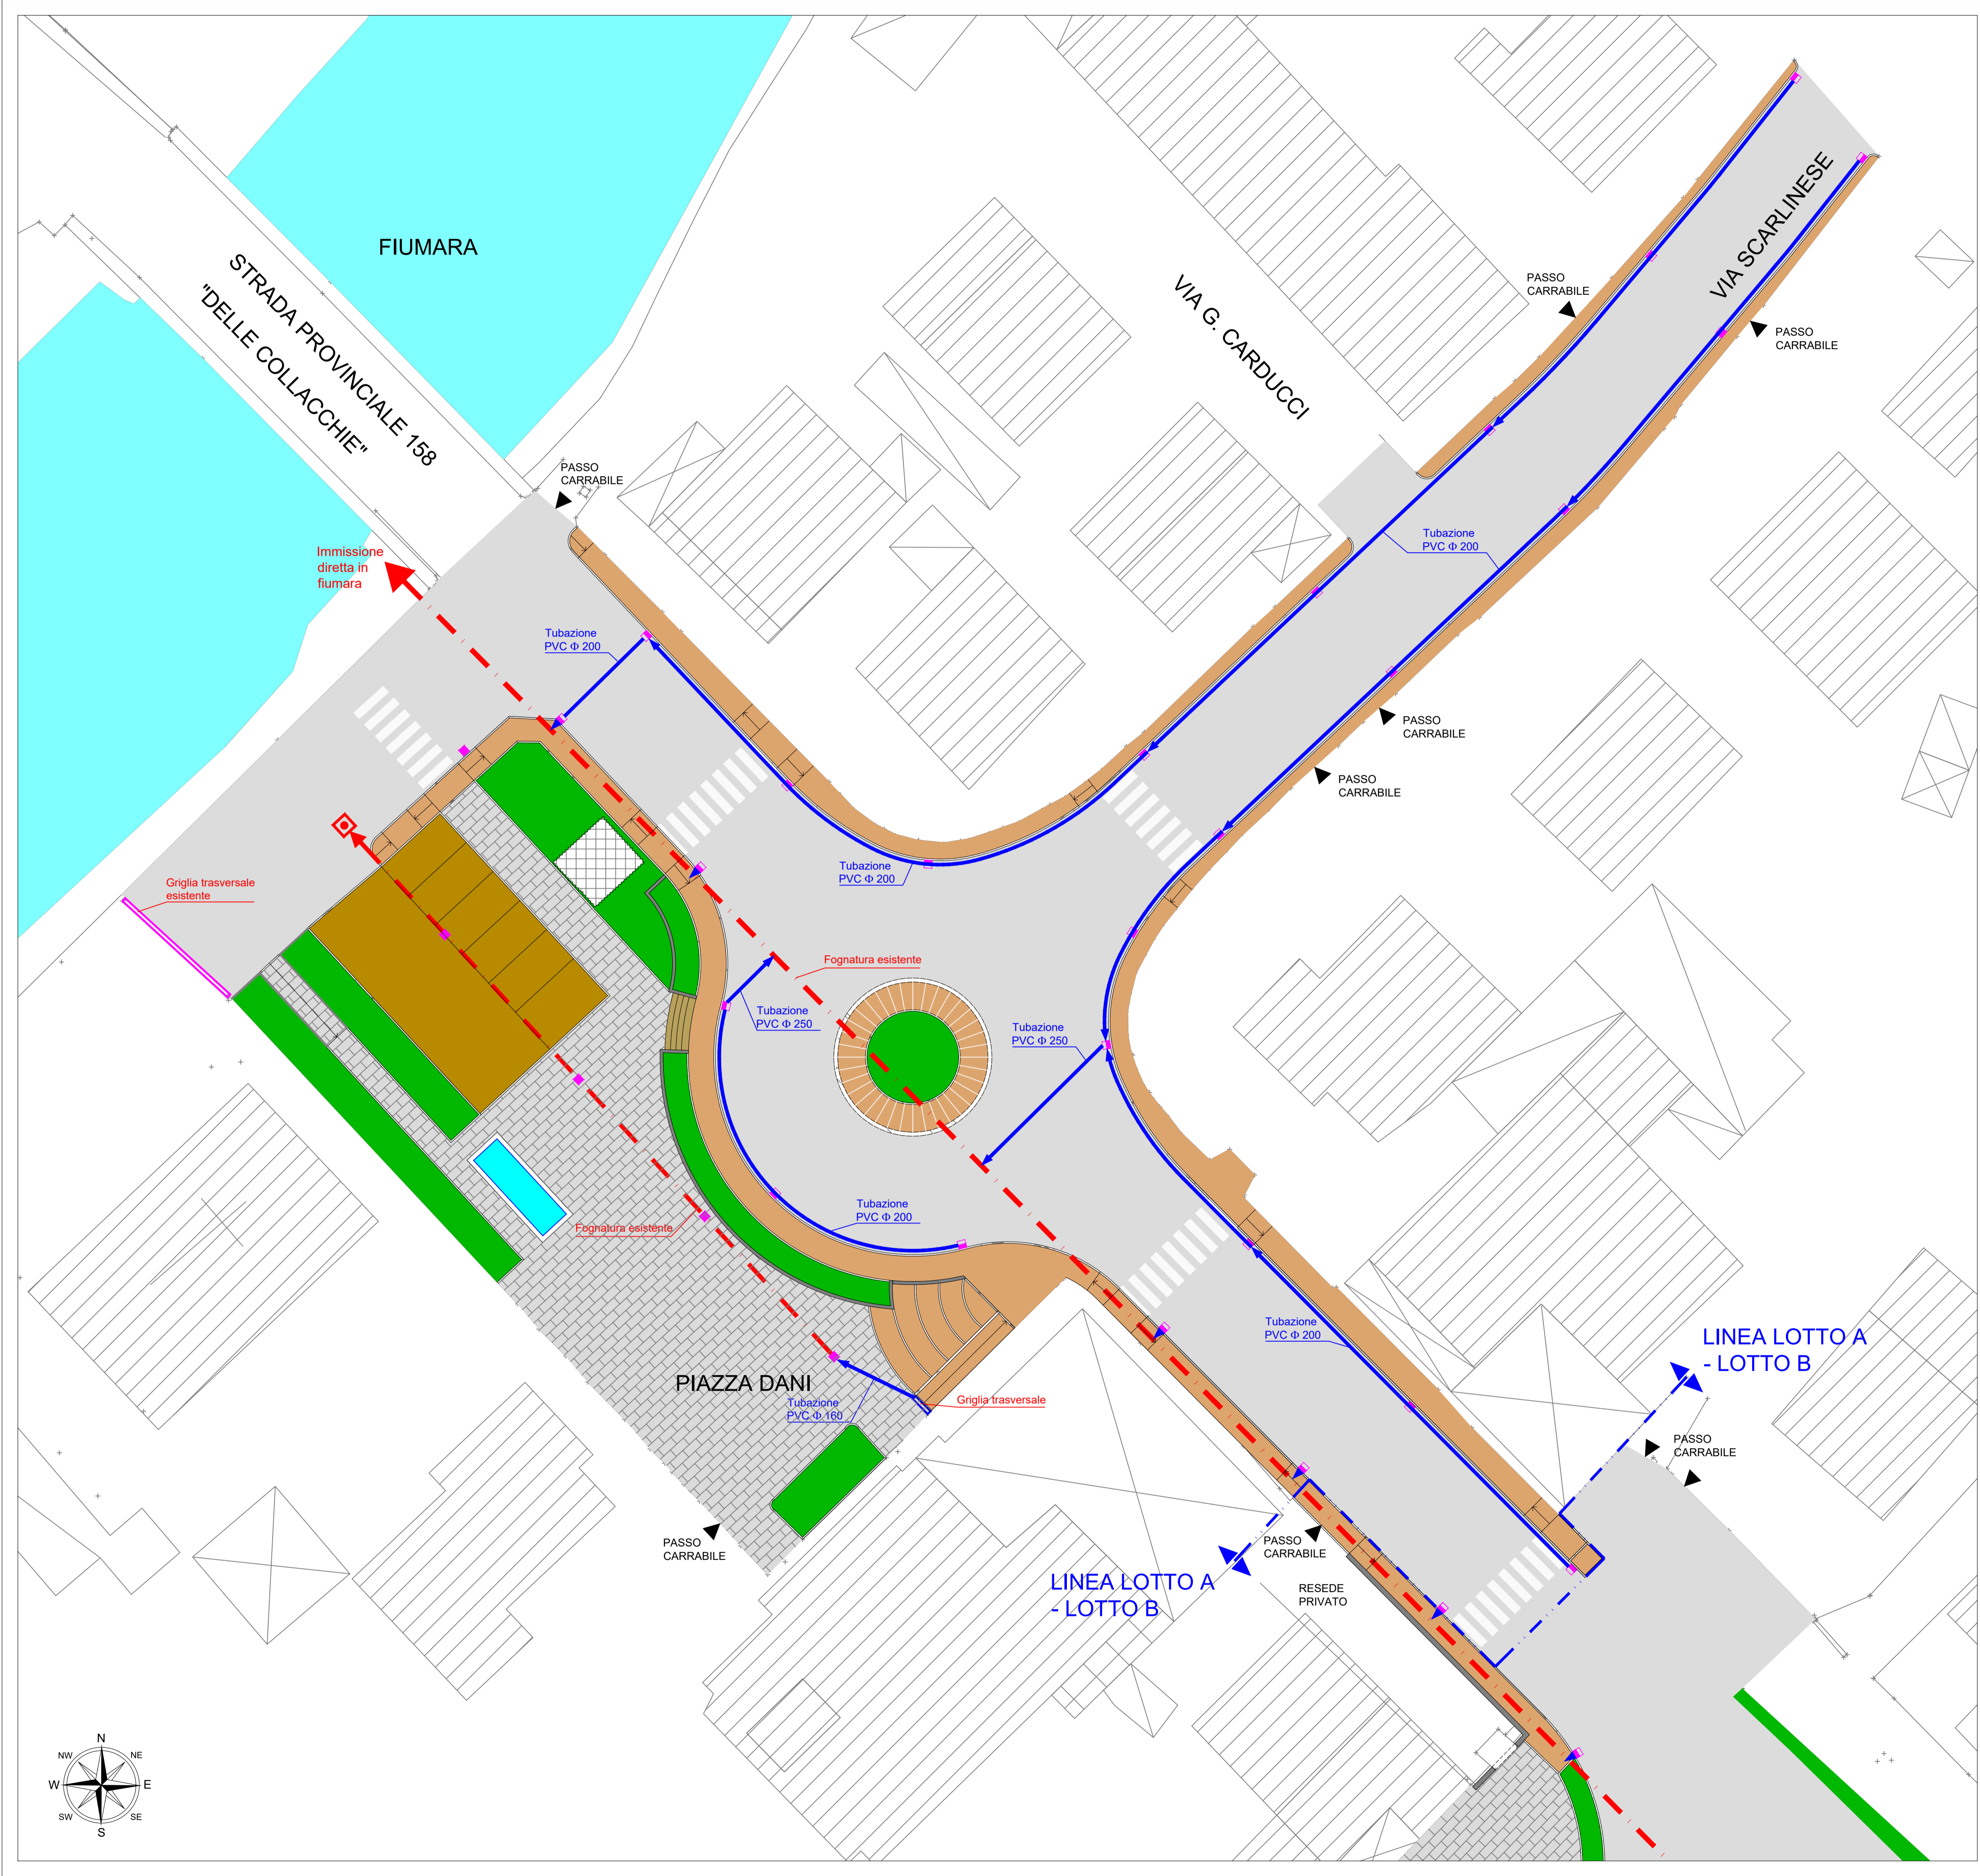 FIUMARA
STRADA PROVINCIALE 158
"DELLE COLLACCHIE"
VIA G. CARDUCCI
VIA SCARLINESE
PASSO
CARRABILE
PASSO
CARRABILE
PASSO
CARRABILE
Immissione
diretta in
fiumara
Tubazione
PVC Φ 200
Tubazione
PVC Φ 200
PASSO
CARRABILE
PASSO
CARRABILE
Tubazione
PVC Φ 200
Griglia trasversale
esistente
Fognatura esistente
Tubazione
PVC Φ 250
Tubazione
PVC Φ 250
Tubazione
PVC Φ 200
Fognatura esistente
Tubazione
PVC Φ 200
LINEA LOTTO A
- LOTTO B
PIAZZA DANI
Tubazione
PVC Φ 160
Griglia trasversale
PASSO
CARRABILE
PASSO
CARRABILE
PASSO
CARRABILE
LINEA LOTTO A
- LOTTO B
RESEDE
PRIVATO
N
NW
NE
W
E
SW
SE
S